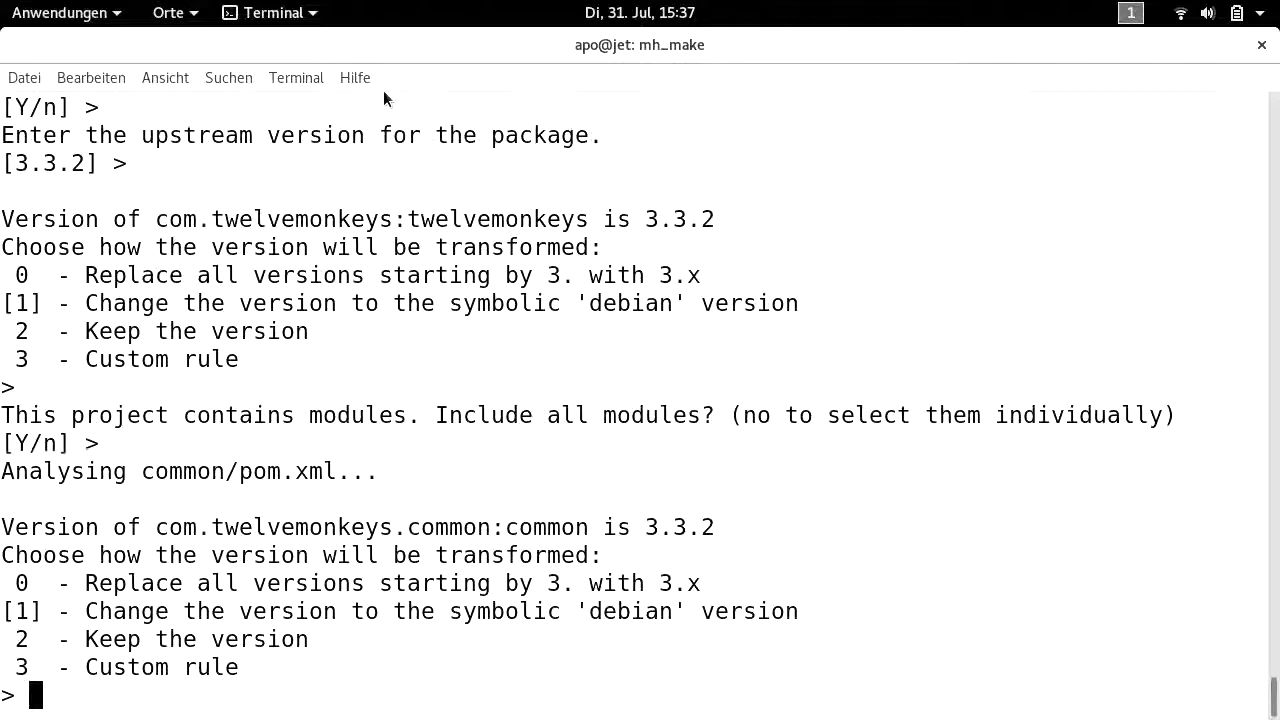 Anwendungen Orte Terminal Di, 31. Jul, 15:37 1
apo@jet: mh_make ×
Datei Bearbeiten Ansicht Suchen Terminal Hilfe
[Y/n] >
Enter the upstream version for the package.
[3.3.2] >
Version of com.twelvemonkeys:twelvemonkeys is 3.3.2
Choose how the version will be transformed:
0 - Replace all versions starting by 3. with 3.x
[1] - Change the version to the symbolic 'debian' version
2 - Keep the version
3 - Custom rule
>
This project contains modules. Include all modules? (no to select them individually)
[Y/n] >
Analysing common/pom.xml...
Version of com.twelvemonkeys.common:common is 3.3.2
Choose how the version will be transformed:
0 - Replace all versions starting by 3. with 3.x
[1] - Change the version to the symbolic 'debian' version
2 - Keep the version
3 - Custom rule
>